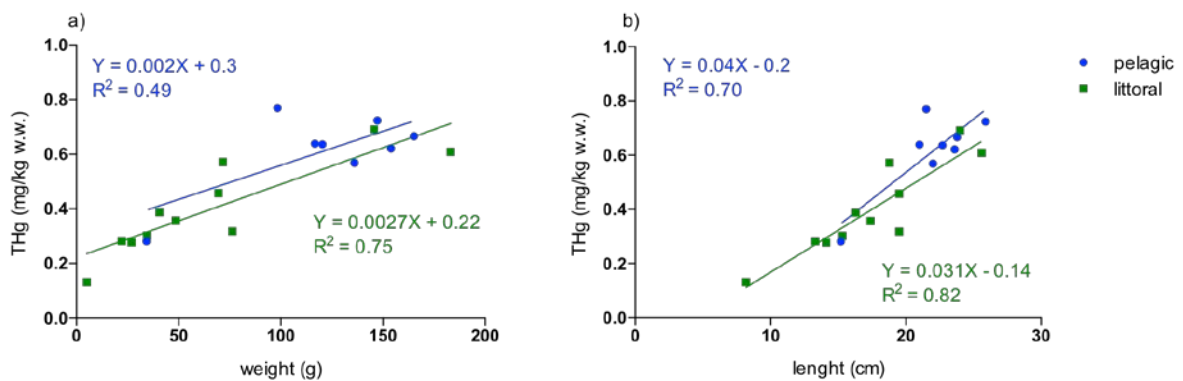 a)
Y = 0.002X + 0.3
R² = 0.49
Y = 0.0027X + 0.22
R² = 0.75
THg (mg/kg w.w.)
1.0
0.8
0.6
0.4
0.2
0.0
0 50 100 150 200
weight (g)
b)
Y = 0.04X - 0.2
R² = 0.70
Y = 0.031X - 0.14
R² = 0.82
THg (mg/kg w.w.)
1.0
0.8
0.6
0.4
0.2
0.0
0 10 20 30
lenght (cm)
pelagic
littoral